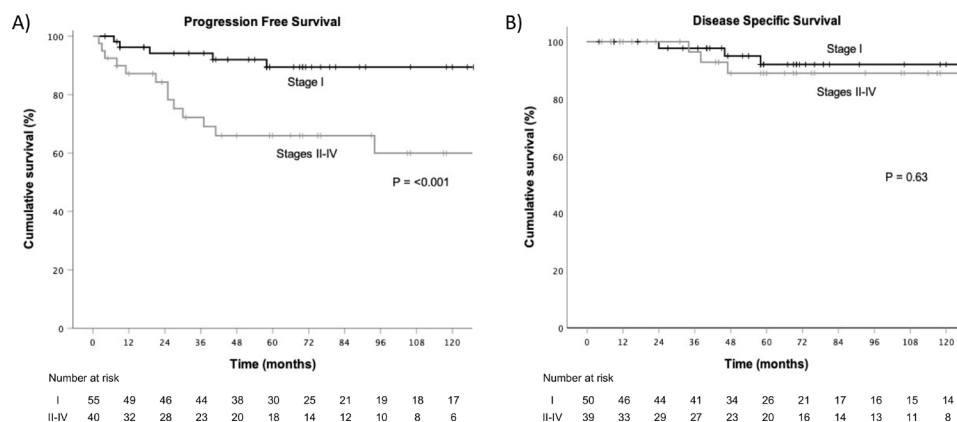 A)
Progression Free Survival
Cumulative survival (%)
100
80
60
40
20
0
Stage I
Stages II-IV
P = <0.001
0 12 24 36 48 60 72 84 96 108 120
Time (months)
Number at risk
I 55 49 46 44 38 30 25 21 19 18 17
II-IV 40 32 28 23 20 18 14 12 10 8 6
B)
Disease Specific Survival
Cumulative survival (%)
100
80
60
40
20
0
Stage I
Stages II-IV
P = 0.63
0 12 24 36 48 60 72 84 96 108 120
Time (months)
Number at risk
I 50 46 44 41 34 26 21 17 16 15 14
II-IV 39 33 29 27 23 20 16 14 13 11 8